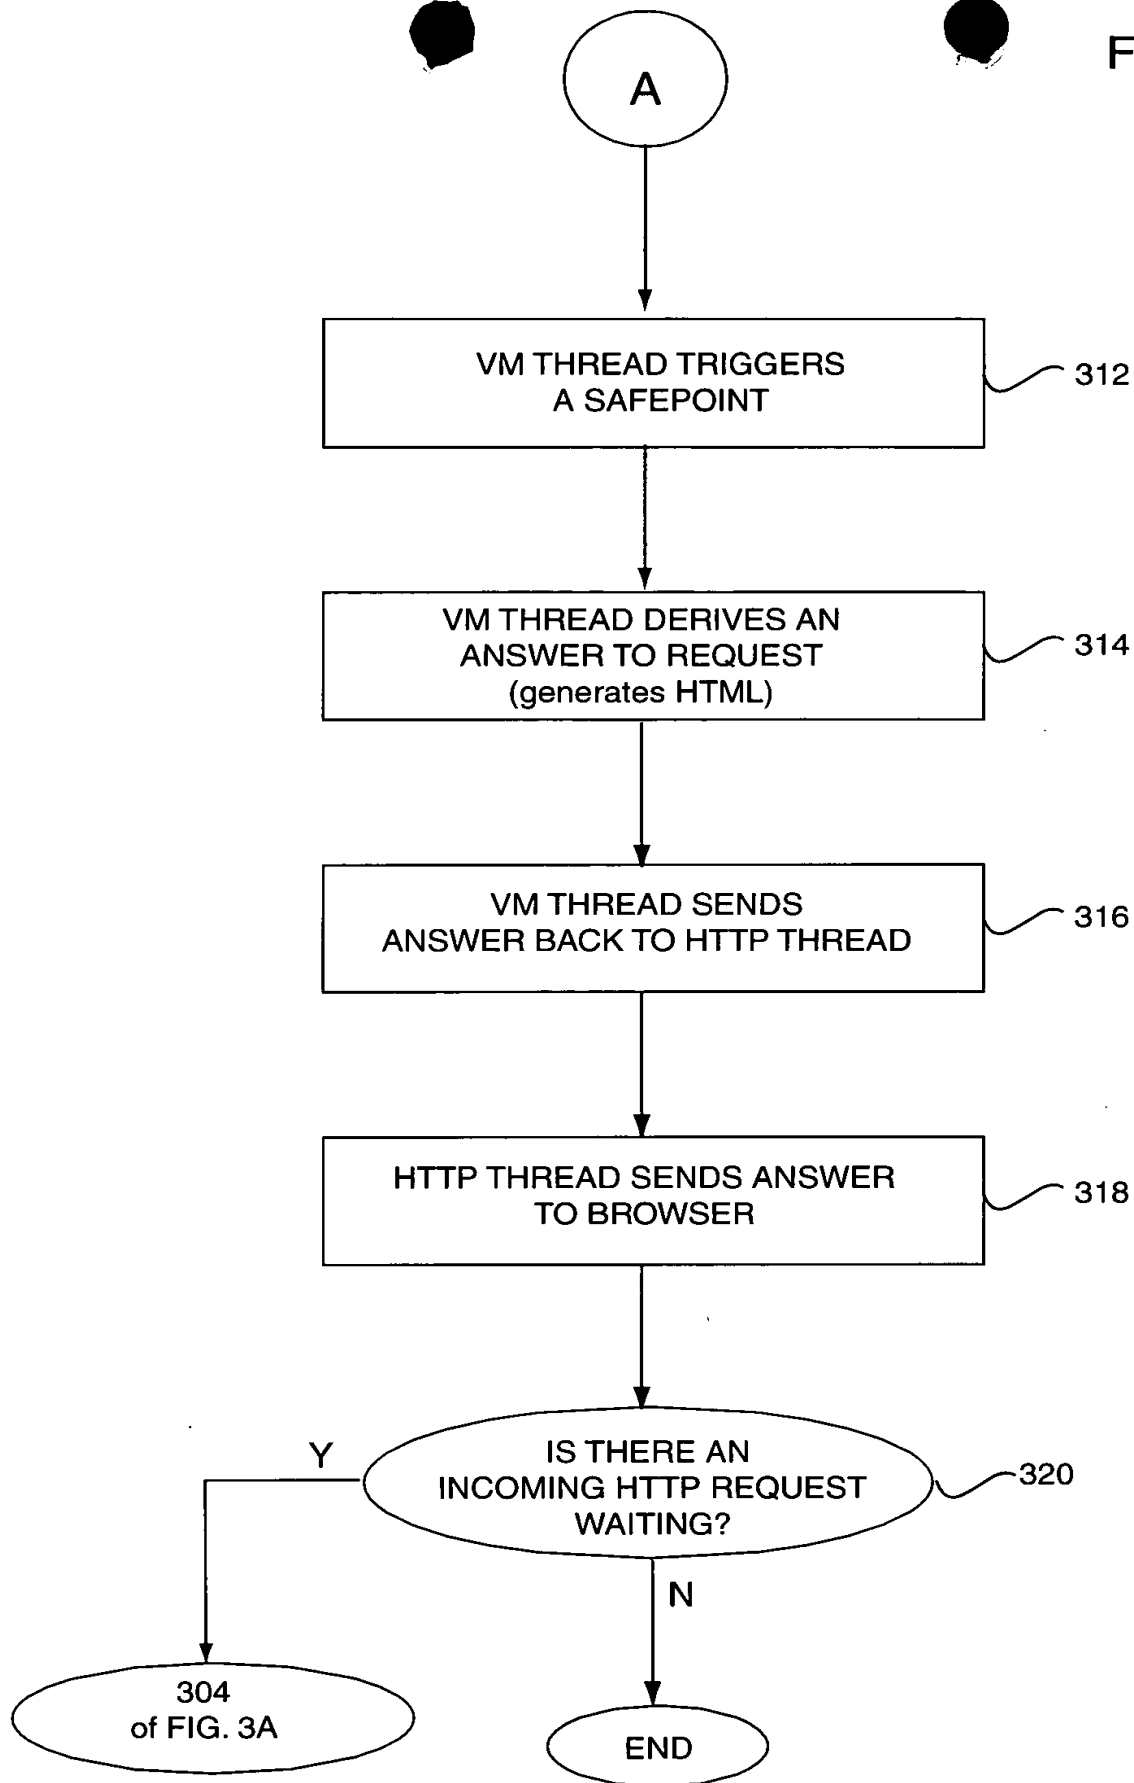 F
A
VM THREAD TRIGGERS
A SAFEPOINT
312
VM THREAD DERIVES AN
ANSWER TO REQUEST
(generates HTML)
314
VM THREAD SENDS
ANSWER BACK TO HTTP THREAD
316
HTTP THREAD SENDS ANSWER
TO BROWSER
318
Y
IS THERE AN
INCOMING HTTP REQUEST
WAITING?
320
N
304
of FIG. 3A
END